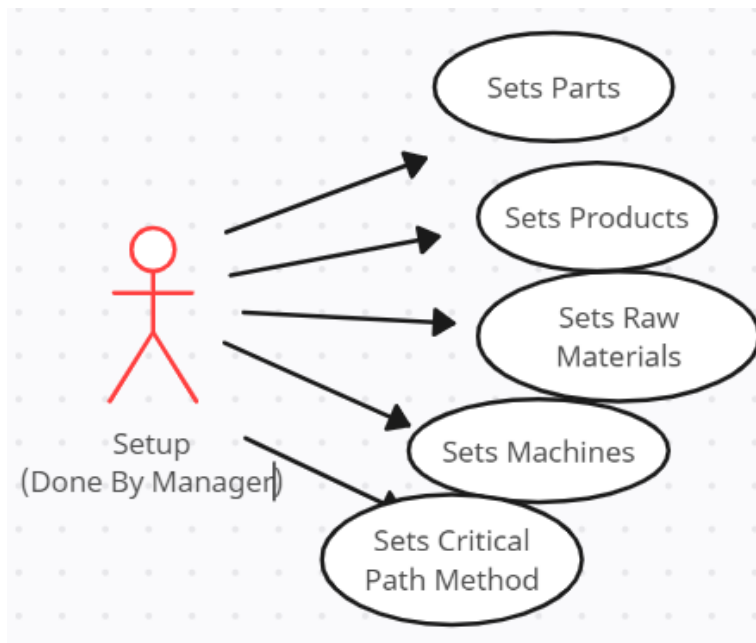 Sets Parts
Sets Products
Sets Raw
Materials
Sets Machines
Setup
(Done By Manager)
Sets Critical
Path Method